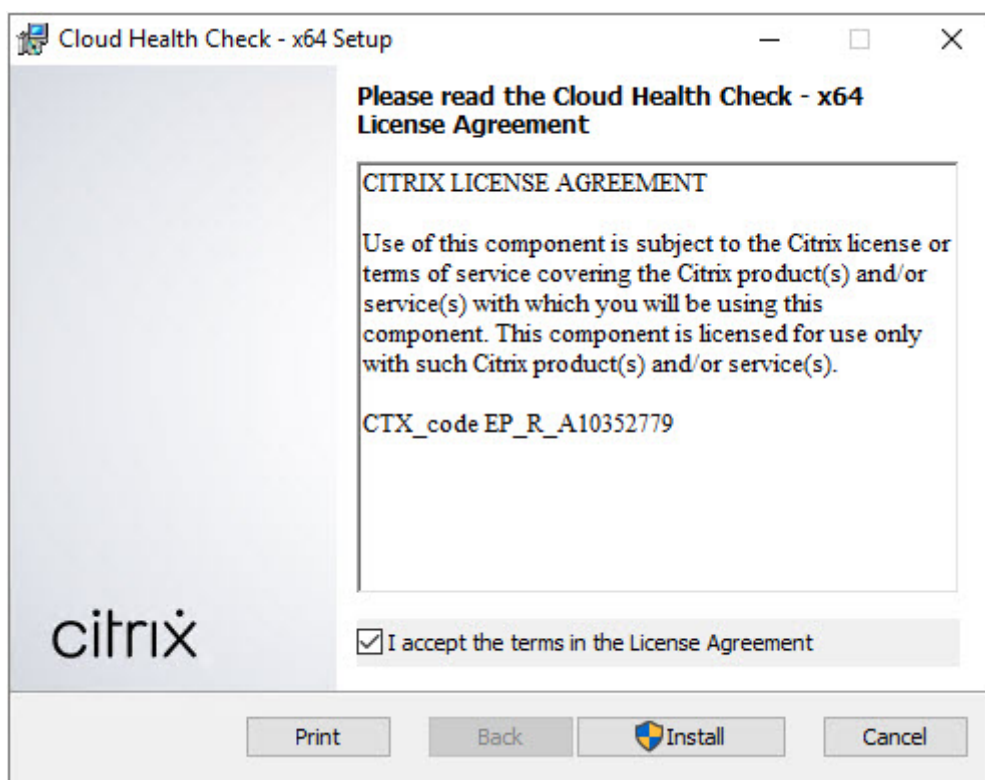 Cloud Health Check - x64 Setup
Please read the Cloud Health Check - x64
License Agreement
CITRIX LICENSE AGREEMENT
Use of this component is subject to the Citrix license or
terms of service covering the Citrix product(s) and/or
service(s) with which you will be using this
component. This component is licensed for use only
with such Citrix product(s) and/or service(s).
CTX_code EP_R_A10352779
citrix
I accept the terms in the License Agreement
Print
Back
Install
Cancel